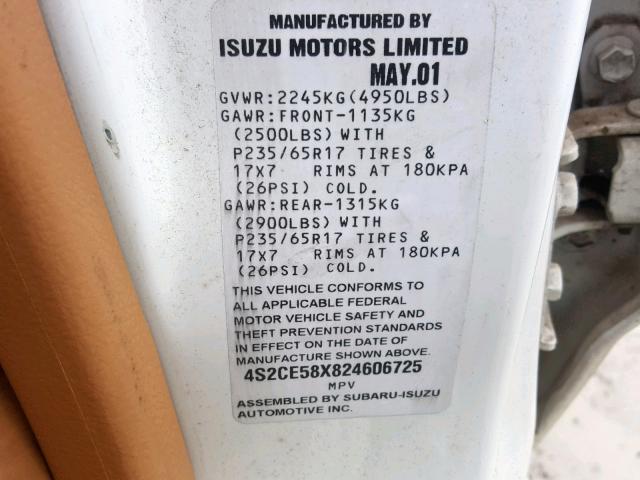 MANUFACTURED BY
ISUZU MOTORS LIMITED
MAY.01
GVWR:2245KG(4950LBS)
GAWR:FRONT-1135KG
(2500LBS) WITH
P235/65R17 TIRES &
17X7 RIMS AT 180KPA
(26PSI) COLD.
GAWR:REAR-1315KG
(2900LBS) WITH
P235/65R17 TIRES &
17X7 RIMS AT 180KPA
(26PSI) COLD.
THIS VEHICLE CONFORMS TO
ALL APPLICABLE FEDERAL
MOTOR VEHICLE SAFETY AND
THEFT PREVENTION STANDARDS
IN EFFECT ON THE DATE OF
MANUFACTURE SHOWN ABOVE.
4S2CE58X824606725
MPV
ASSEMBLED BY SUBARU-ISUZU
AUTOMOTIVE INC.